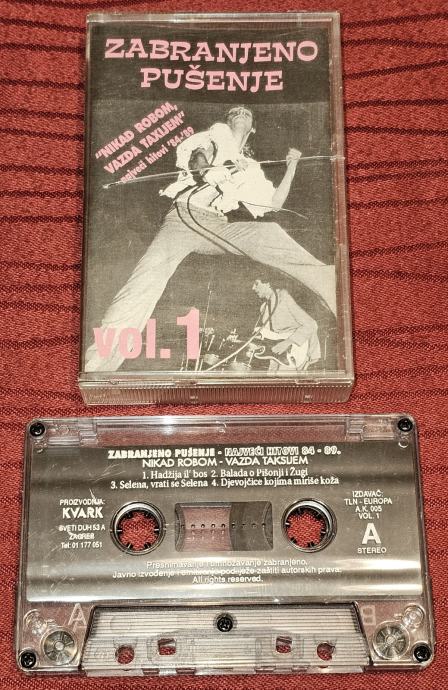 ZABRANJENO
PUŠENJE
"NIKAD ROBOM,
VAZDA TAXIJEM"
najveći hitovi '84/'89
vol.1
ZABRANJENO PUŠENJE - NAJVEĆI HITOVI 84 - 89.
NIKAD ROBOM - VAZDA TAKSIJEM
1. Hadžija il' bos 2. Balada o Pišonji i Žugi
3. Selena, vrati se Selena 4. Djevojčice kojima miriše koža
PROIZVODNJA:
KVARK
SVETI DUH 53 A
ZAGREB
Tel: 01 177 051
IZDAVAČ:
TLN - EUROPA
A.K. 005
VOL. 1
A
STEREO
Presnimavanje i umnožavanje zabranjeno.
Javno izvođenje i emitiranje podliježe zaštiti autorskih prava.
All rights reserved.
A
B